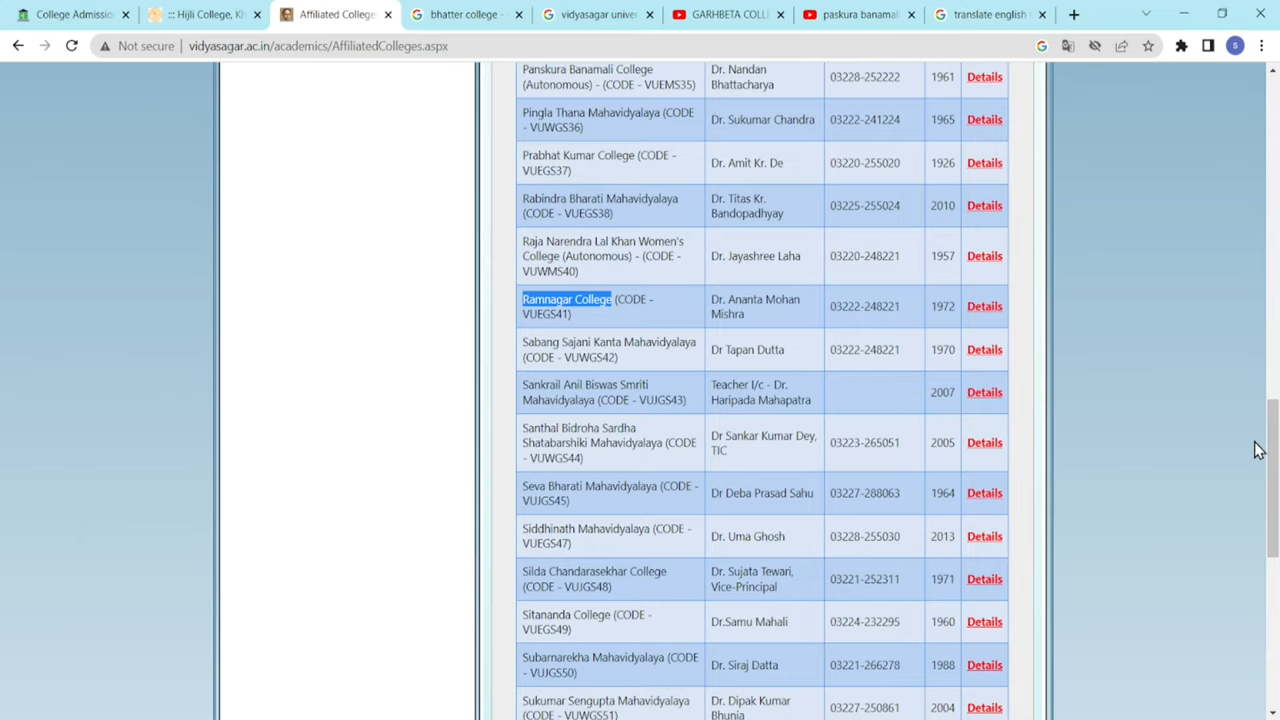 College Admissio
::: Hijli College, Kh
Affiliated College
bhatter college -
vidyasagar univer
GARHBETA COLL
paskura banamali
translate english
Not secure
vidyasagar.ac.in/academics/AffiliatedColleges.aspx
S
Panskura Banamali College
(Autonomous) - (CODE - VUEMS35)
Dr. Nandan
Bhattacharya
03228-252222
1961
Details
Pingla Thana Mahavidyalaya (CODE
- VUWGS36)
Dr. Sukumar Chandra
03222-241224
1965
Details
Prabhat Kumar College (CODE -
VUEGS37)
Dr. Amit Kr. De
03220-255020
1926
Details
Rabindra Bharati Mahavidyalaya
(CODE - VUEGS38)
Dr. Titas Kr.
Bandopadhyay
03225-255024
2010
Details
Raja Narendra Lal Khan Women's
College (Autonomous) - (CODE -
VUWMS40)
Dr. Jayashree Laha
03220-248221
1957
Details
Ramnagar College (CODE -
VUEGS41)
Dr. Ananta Mohan
Mishra
03222-248221
1972
Details
Sabang Sajani Kanta Mahavidyalaya
(CODE - VUWGS42)
Dr Tapan Dutta
03222-248221
1970
Details
Sankrail Anil Biswas Smriti
Mahavidyalaya (CODE - VUJGS43)
Teacher I/c - Dr.
Haripada Mahapatra
2007
Details
Santhal Bidroha Sardha
Shatabarshiki Mahavidyalaya (CODE
- VUWGS44)
Dr Sankar Kumar Dey,
TIC
03223-265051
2005
Details
Seva Bharati Mahavidyalaya (CODE -
VUJGS45)
Dr Deba Prasad Sahu
03227-288063
1964
Details
Siddhinath Mahavidyalaya (CODE -
VUEGS47)
Dr. Uma Ghosh
03228-255030
2013
Details
Silda Chandarasekhar College
(CODE - VUJGS48)
Dr. Sujata Tewari,
Vice-Principal
03221-252311
1971
Details
Sitananda College (CODE -
VUEGS49)
Dr.Samu Mahali
03224-232295
1960
Details
Subarnarekha Mahavidyalaya (CODE
- VUJGS50)
Dr. Siraj Datta
03221-266278
1988
Details
Sukumar Sengupta Mahavidyalaya
(CODE - VUWGS51)
Dr. Dipak Kumar
Bhunia
03227-250861
2004
Details